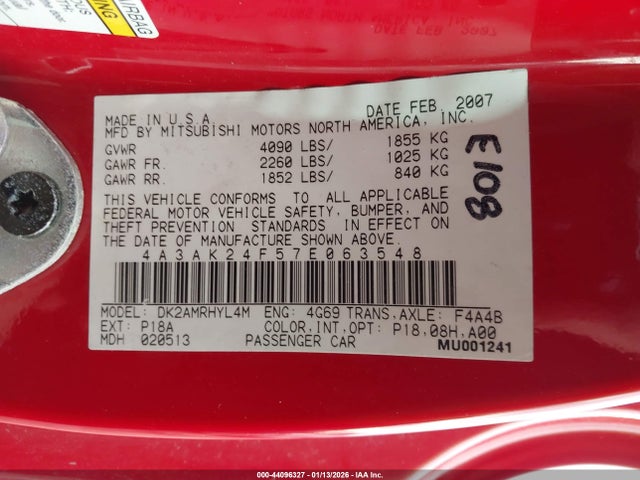 AIRBAG
MADE IN U.S.A. DATE FEB. 2007
MFD BY MITSUBISHI MOTORS NORTH AMERICA, INC.
GVWR 4090 LBS/ 1855 KG
GAWR FR. 2260 LBS/ 1025 KG
GAWR RR. 1852 LBS/ 840 KG
THIS VEHICLE CONFORMS TO ALL APPLICABLE
FEDERAL MOTOR VEHICLE SAFETY, BUMPER, AND
THEFT PREVENTION STANDARDS IN EFFECT ON
THE DATE OF MANUFACTURE SHOWN ABOVE.
4A3AK24F57E063548
MODEL: DK2AMRHYL4M ENG: 4G69 TRANS,AXLE: F4A4B
EXT: P18A COLOR,INT,OPT: P18,08H,A00
MDH 020513 PASSENGER CAR MU001241
E108
000-44096327 - 01/13/2026 - IAA Inc.